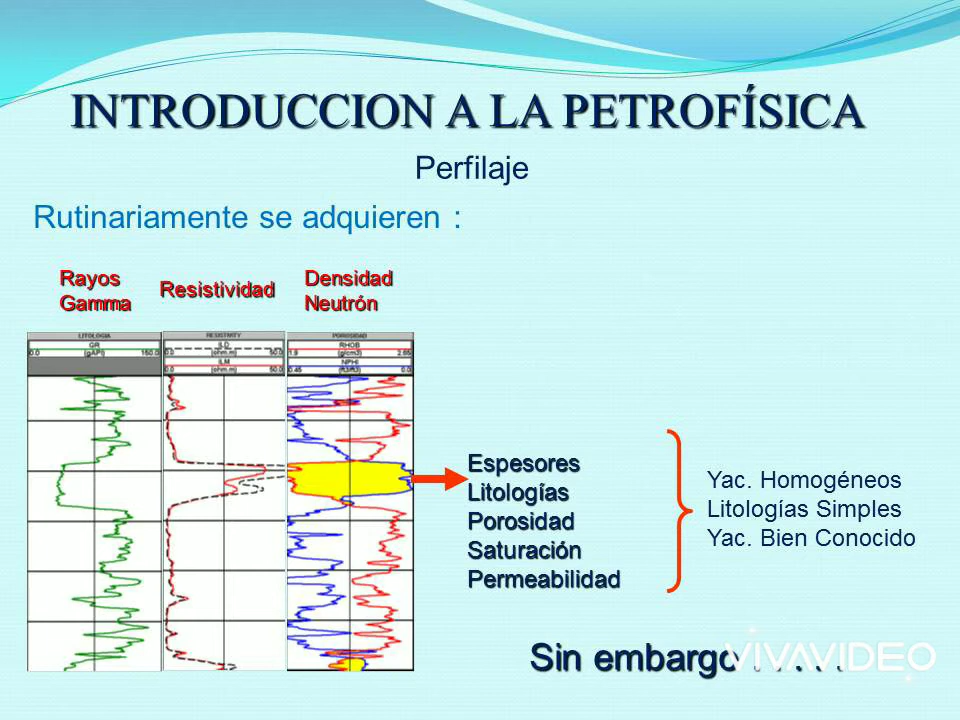 INTRODUCCION A LA PETROFÍSICA
Perfilaje
Rutinariamente se adquieren :
Rayos
Gamma
Resistividad
Densidad
Neutrón
LITOLOGIA
GR
0.0 (gAPI) 150.0
RESISTIVITY
ILD
0.0 (ohm.m) 50.0
ILM
0.0 (ohm.m) 50.0
POROSIDAD
RHOB
1.9 (g/cm3) 2.65
NPHI
0.45 (ft3/ft3) 0.0
Espesores
Litologías
Porosidad
Saturación
Permeabilidad
Yac. Homogéneos
Litologías Simples
Yac. Bien Conocido
Sin embargo . . . . .
VIVAVIDEO